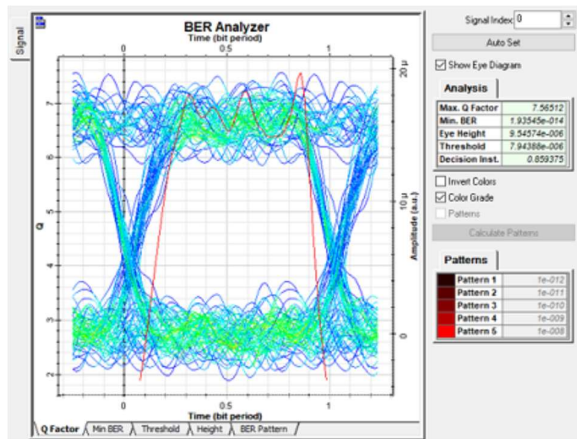 Signal
BER Analyzer
Time (bit period)
0 0.5 1
7
6
5
4
3
2
Q
20 µ
10 µ
0
Amplitude (a.u.)
0 0.5 1
Time (bit period)
Q Factor Min BER Threshold Height BER Pattern
Signal Index: 0
Auto Set
Show Eye Diagram
Analysis
Max. Q Factor 7.56512
Min. BER 1.93545e-014
Eye Height 9.54574e-006
Threshold 7.94388e-006
Decision Inst. 0.859375
Invert Colors
Color Grade
Patterns
Calculate Patterns
Patterns
Pattern 1 1e-012
Pattern 2 1e-011
Pattern 3 1e-010
Pattern 4 1e-009
Pattern 5 1e-008